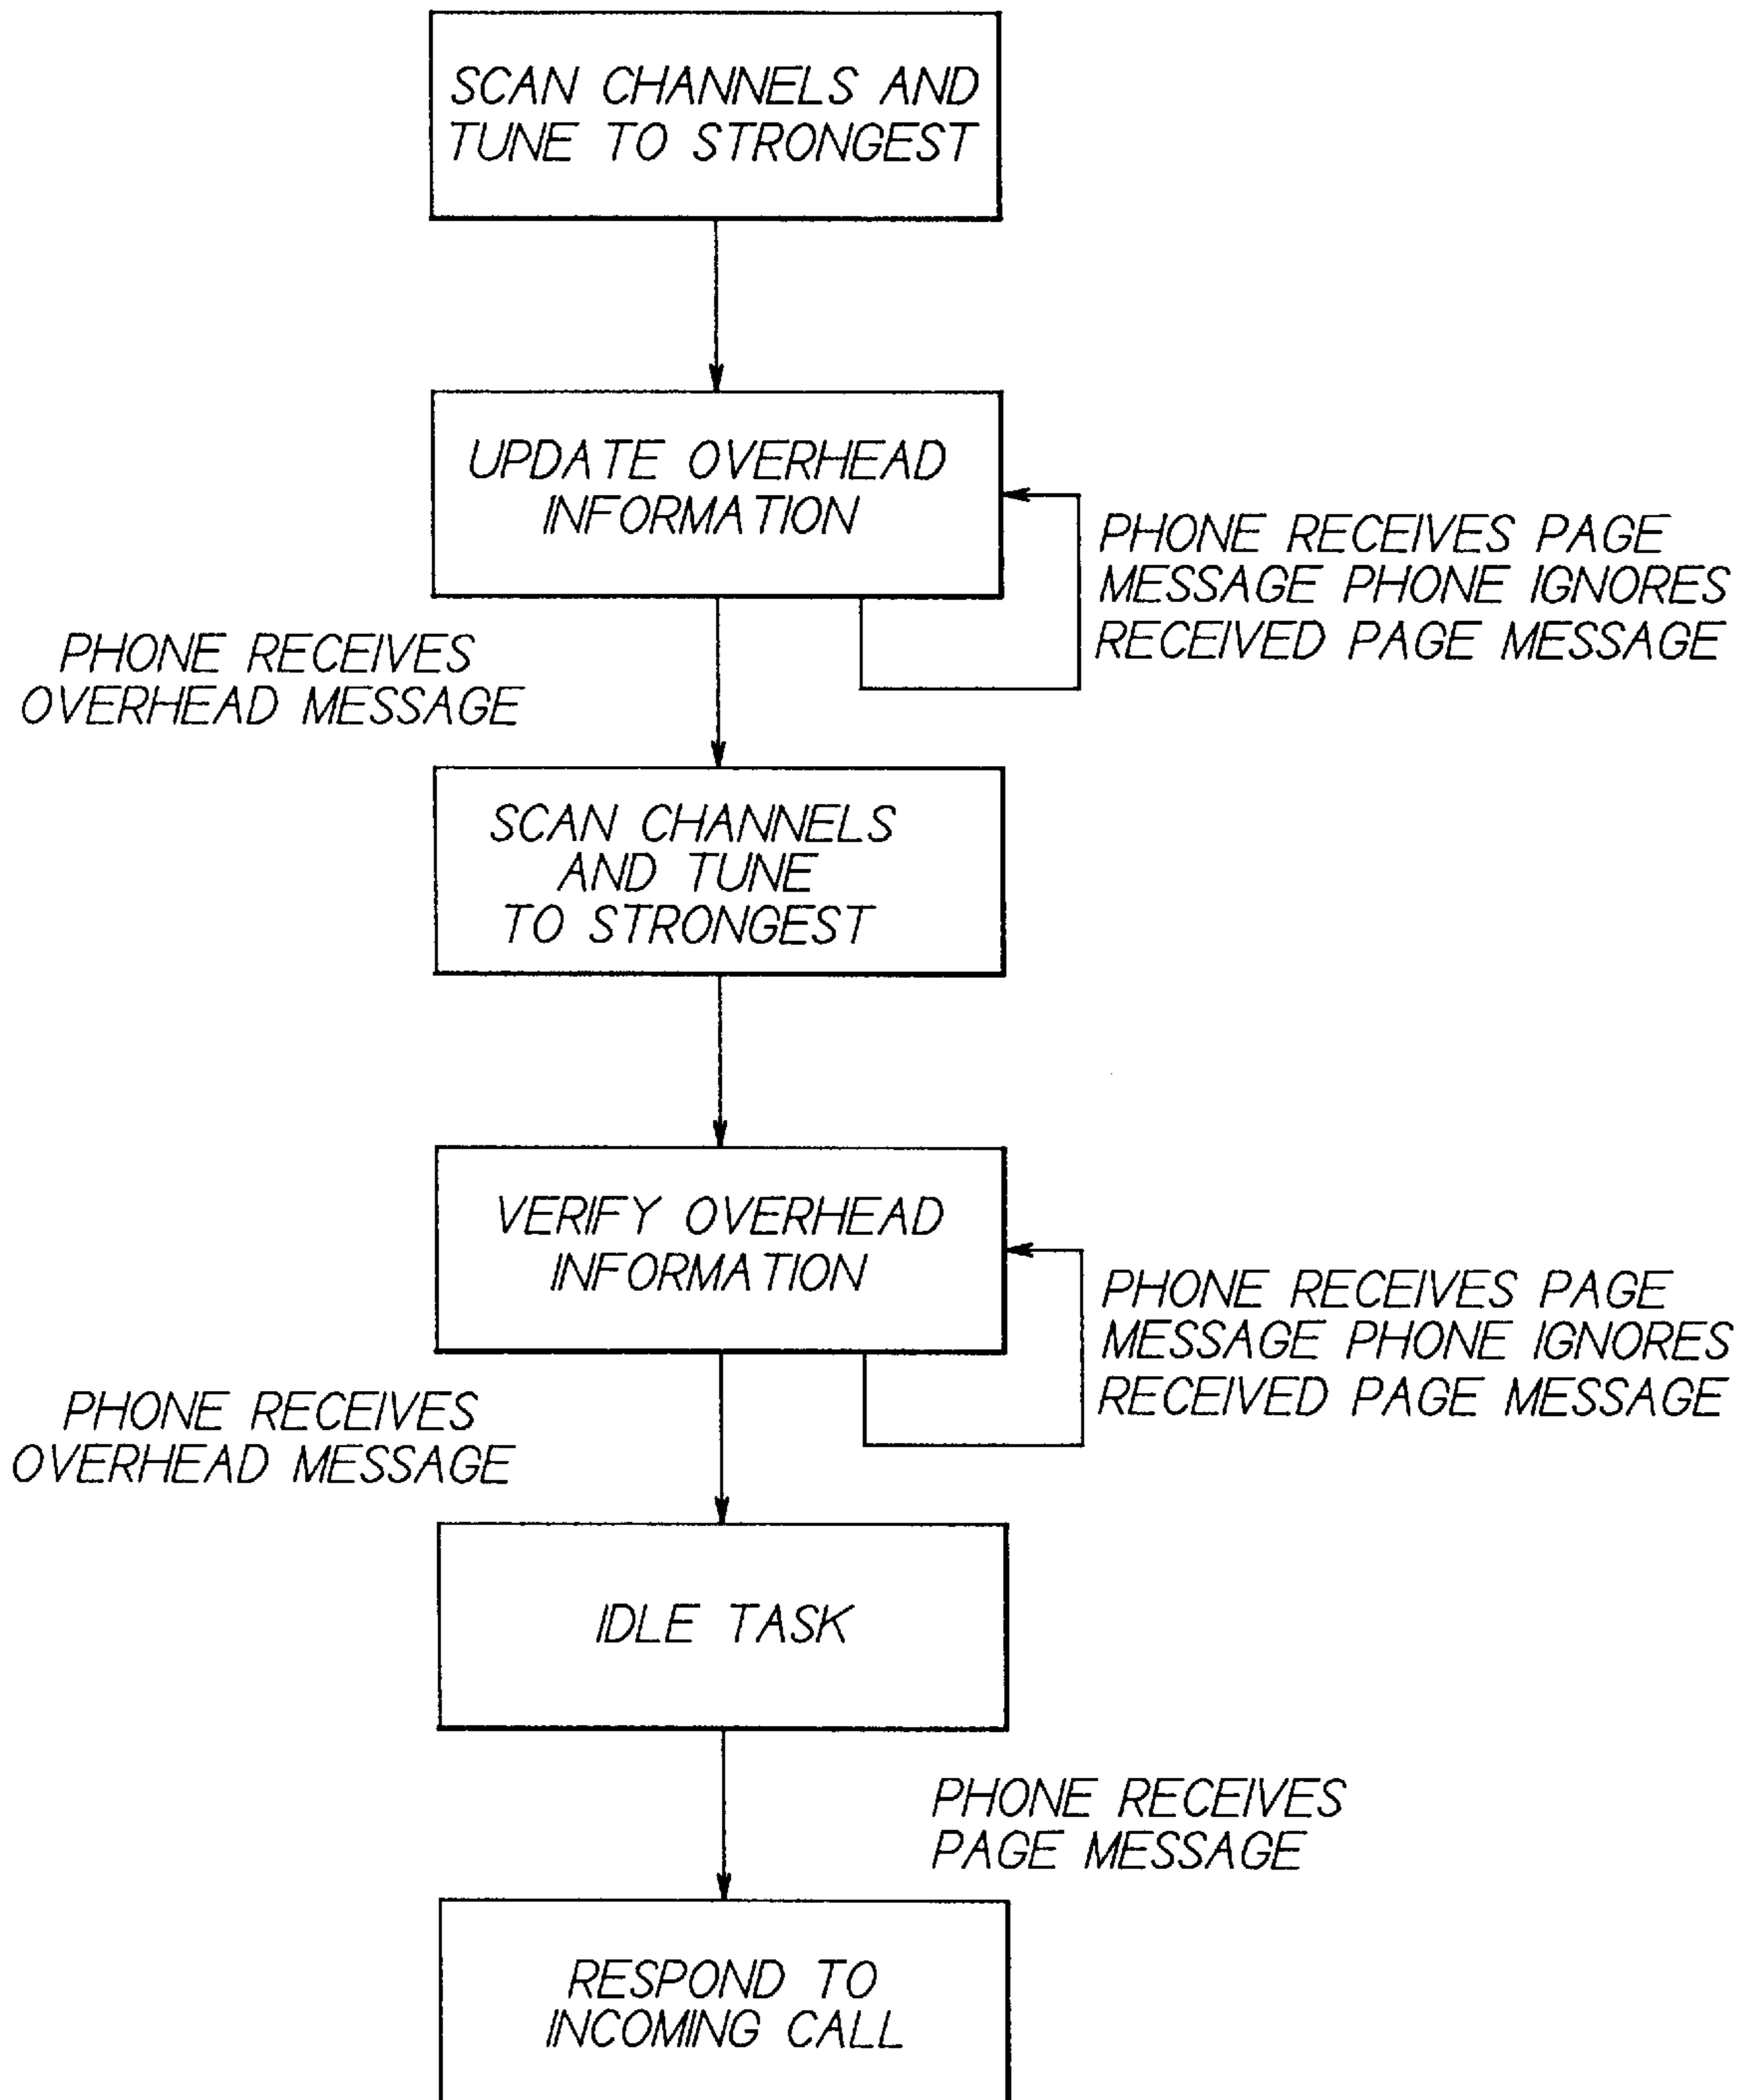 SCAN CHANNELS AND
TUNE TO STRONGEST
UPDATE OVERHEAD
INFORMATION
PHONE RECEIVES PAGE
MESSAGE PHONE IGNORES
RECEIVED PAGE MESSAGE
PHONE RECEIVES
OVERHEAD MESSAGE
SCAN CHANNELS
AND TUNE
TO STRONGEST
VERIFY OVERHEAD
INFORMATION
PHONE RECEIVES PAGE
MESSAGE PHONE IGNORES
RECEIVED PAGE MESSAGE
PHONE RECEIVES
OVERHEAD MESSAGE
IDLE TASK
PHONE RECEIVES
PAGE MESSAGE
RESPOND TO
INCOMING CALL